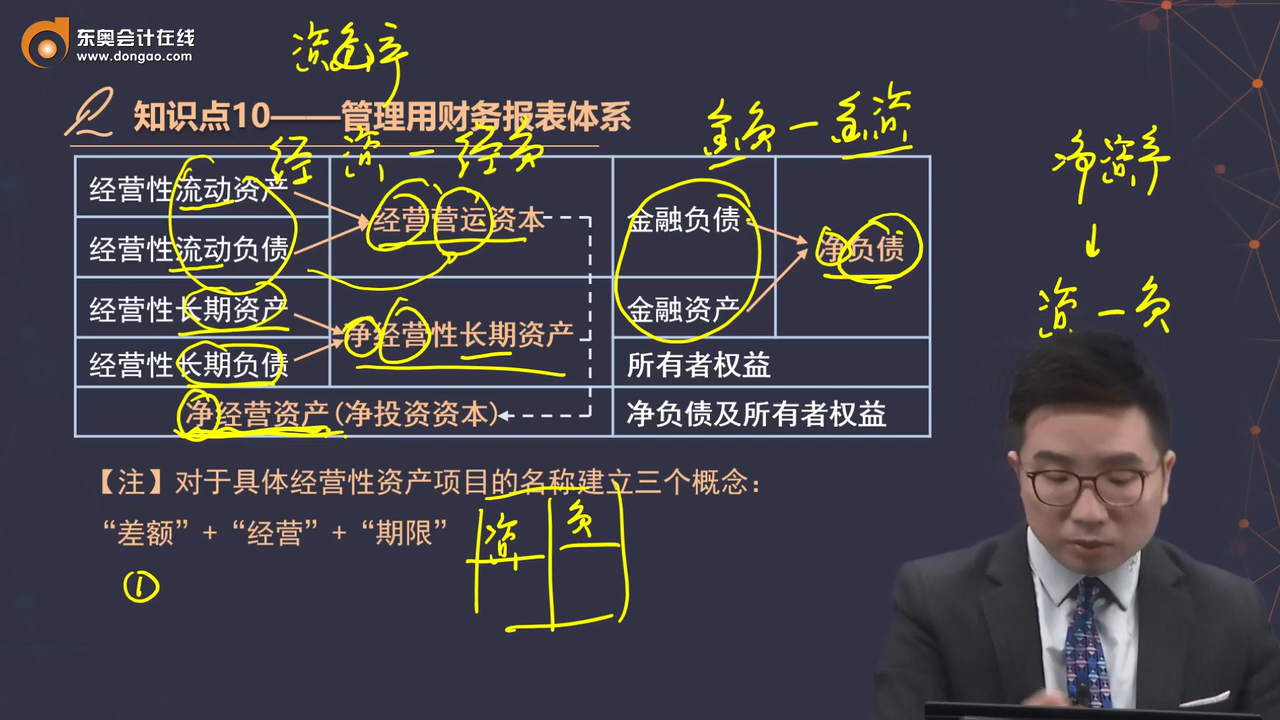 东奥会计在线
www.dongao.com
知识点10——管理用财务报表体系
经 资 - 经负
金负 - 金资
净资产
↓
资 - 负
经营性流动资产
经营性流动负债
经营营运资本
金融负债
净负债
经营性长期资产
经营性长期负债
净经营性长期资产
金融资产
所有者权益
净经营资产(净投资资本)
净负债及所有者权益
【注】对于具体经营性资产项目的名称建立三个概念：
“差额”+“经营”+“期限”
①
资
负